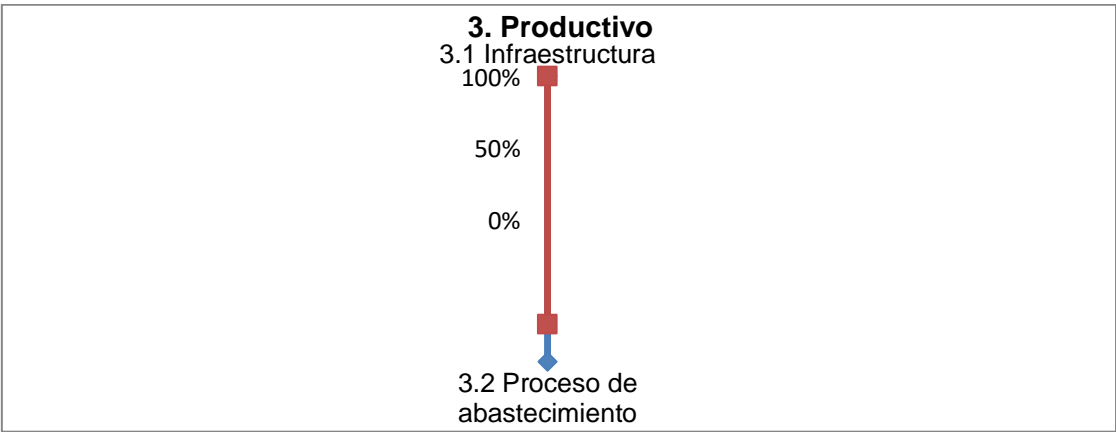 3. Productivo
3.1 Infraestructura
100%
50%
0%
3.2 Proceso de
abastecimiento